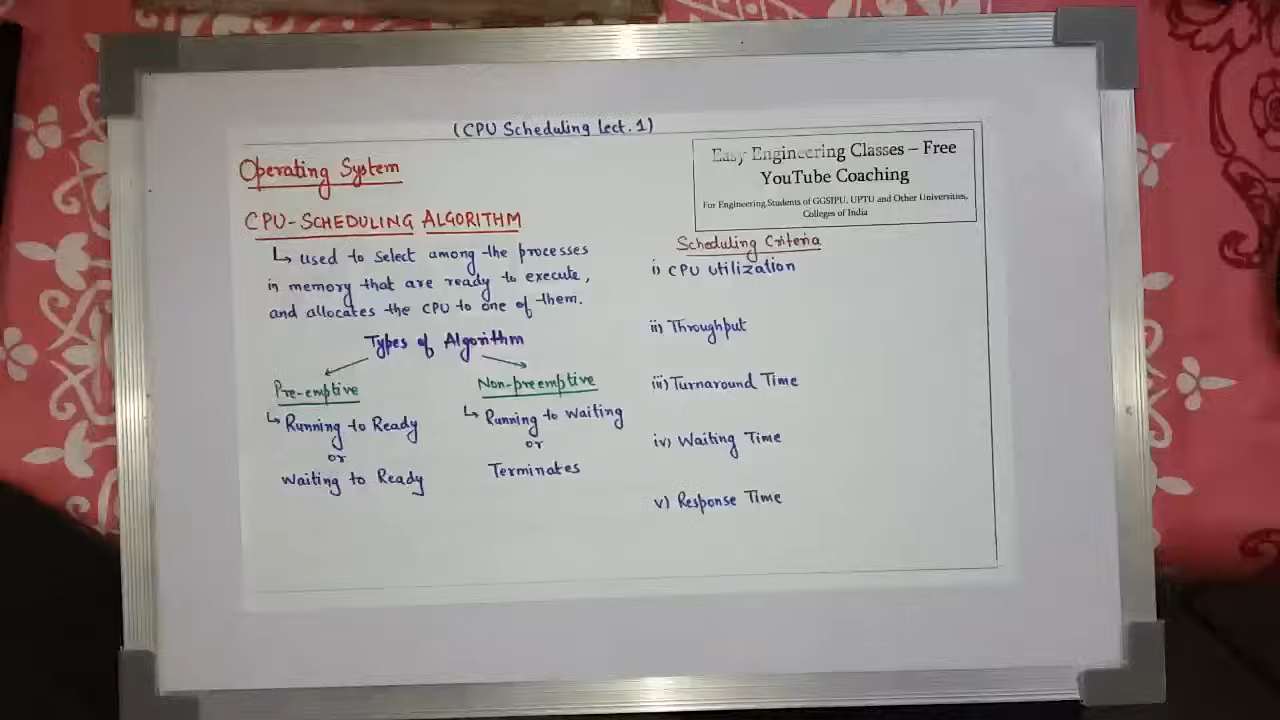 (CPU Scheduling Lect. 1)
Operating System
Easy Engineering Classes – Free
YouTube Coaching
For Engineering Students of GGSIPU, UPTU and Other Universities,
Colleges of India
CPU-SCHEDULING ALGORITHM
↳ used to select among the processes
in memory that are ready to execute,
and allocates the CPU to one of them.
Types of Algorithm
Pre-emptive
↳ Running to Ready
or
Waiting to Ready
Non-preemptive
↳ Running to Waiting
or
Terminates
Scheduling Criteria
i) CPU Utilization
ii) Throughput
iii) Turnaround Time
iv) Waiting Time
v) Response Time